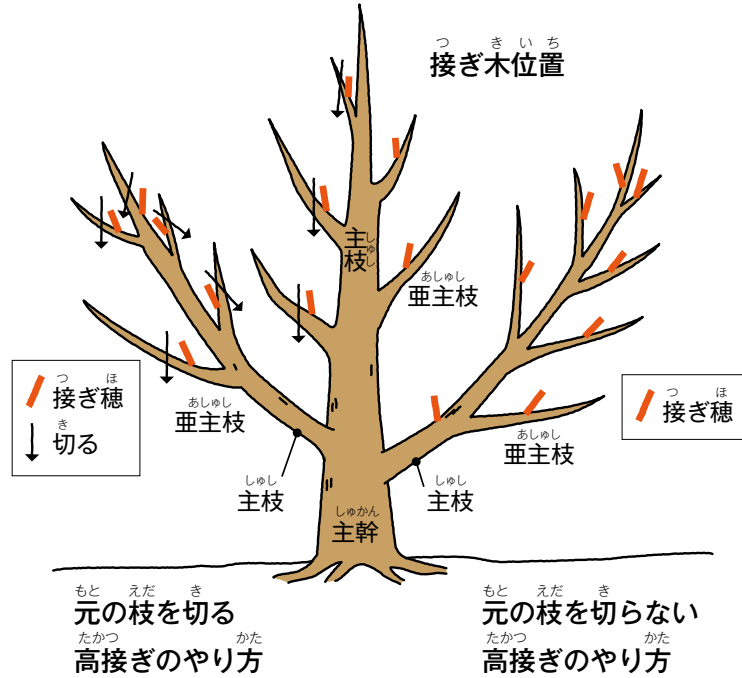 接ぎ木位置
つぎきいち
主枝
しゅし
亜主枝
あしゅし
接ぎ穂
つほ
切る
き
亜主枝
あしゅし
主枝
しゅし
主幹
しゅかん
主枝
しゅし
亜主枝
あしゅし
接ぎ穂
つほ
元の枝を切る
もとえだき
高接ぎのやり方
たかつかた
元の枝を切らない
もとえだき
高接ぎのやり方
たかつかた